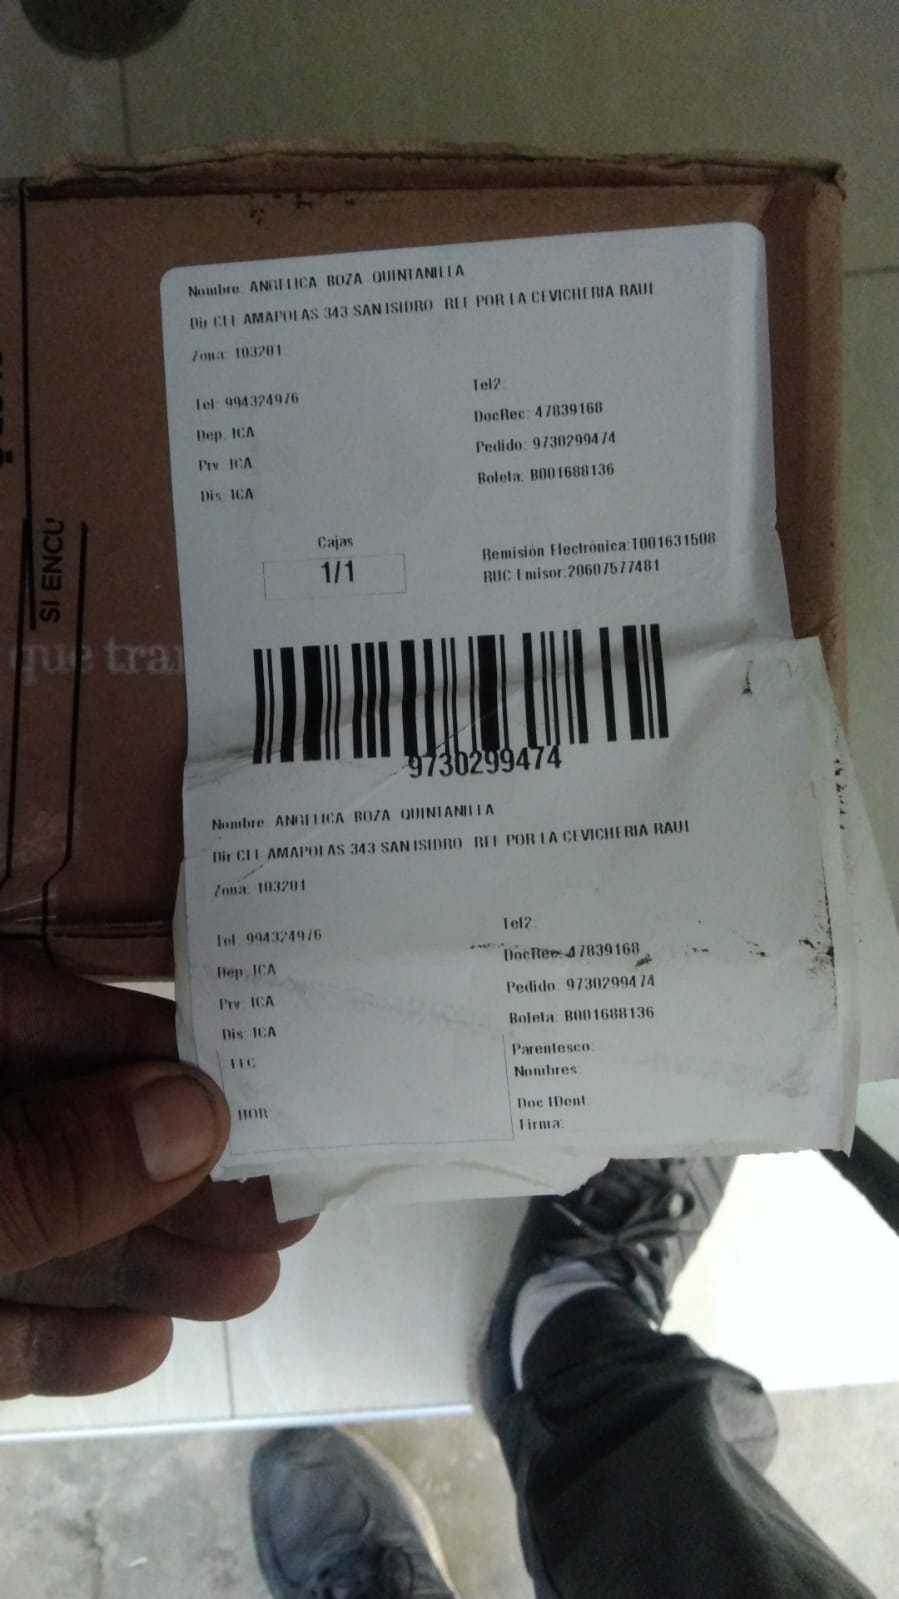 Nombre: ANGELICA BOZA QUINTANILLA
Dir CLL AMAPOLAS 343 SAN ISIDRO REF POR LA CEVICHERIA RAUL
Zona: 103201
Tel: 994324976
Tel2:
Dep: ICA
DocRec: 47839168
Prv: ICA
Pedido: 9730299474
Dis: ICA
Boleta: B001688136
Cajas
1/1
Remisión Electrónica:T001631508
RUC Emisor:20607577481
SI ENCU
que tran
9730299474
Nombre: ANGELICA BOZA QUINTANILLA
Dir CLL AMAPOLAS 343 SAN ISIDRO REF POR LA CEVICHERIA RAUL
Zona: 103201
Tel: 994324976
Tel2:
Dep: ICA
DocRec: 47839168
Prv: ICA
Pedido: 9730299474
Dis: ICA
Boleta: B001688136
FEC
Parentesco:
Nombres:
HOR
Doc IDent:
Firma: